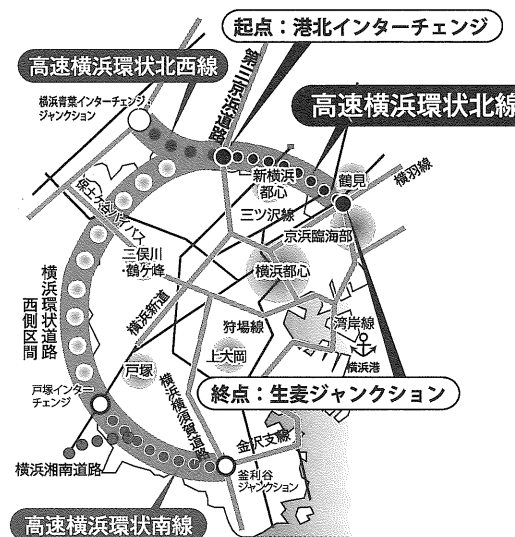 起点：港北インターチェンジ
高速横浜環状北西線
第三京浜道路
横浜青葉インターチェンジ
ジャンクション
高速横浜環状北線
新横浜
都心
鶴見
横羽線
保土ヶ谷バイパス
三ツ沢線
京浜臨海部
三俣川
・鶴ヶ峰
横浜都心
横浜環状道路
西側区間
横浜新道
狩場線
湾岸線
上大岡
横浜港
戸塚
終点：生麦ジャンクション
戸塚インター
チェンジ
横浜横須賀道路
金沢支線
横浜湘南道路
釜利谷
ジャンクション
高速横浜環状南線